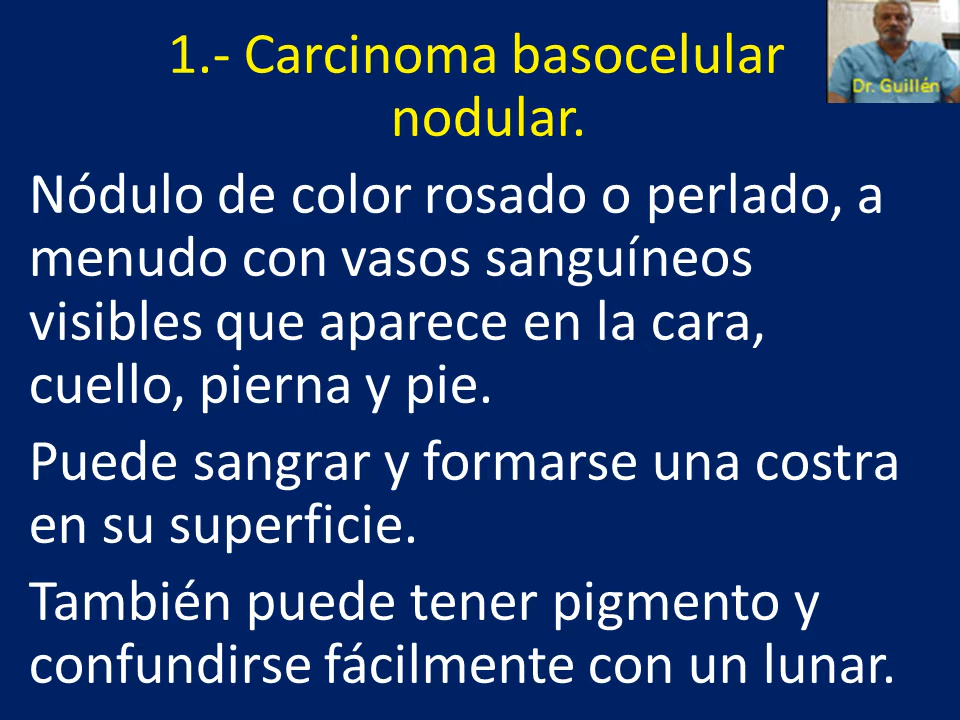 1.- Carcinoma basocelular
nodular.
Dr. Guillén
Nódulo de color rosado o perlado, a
menudo con vasos sanguíneos
visibles que aparece en la cara,
cuello, pierna y pie.
Puede sangrar y formarse una costra
en su superficie.
También puede tener pigmento y
confundirse fácilmente con un lunar.